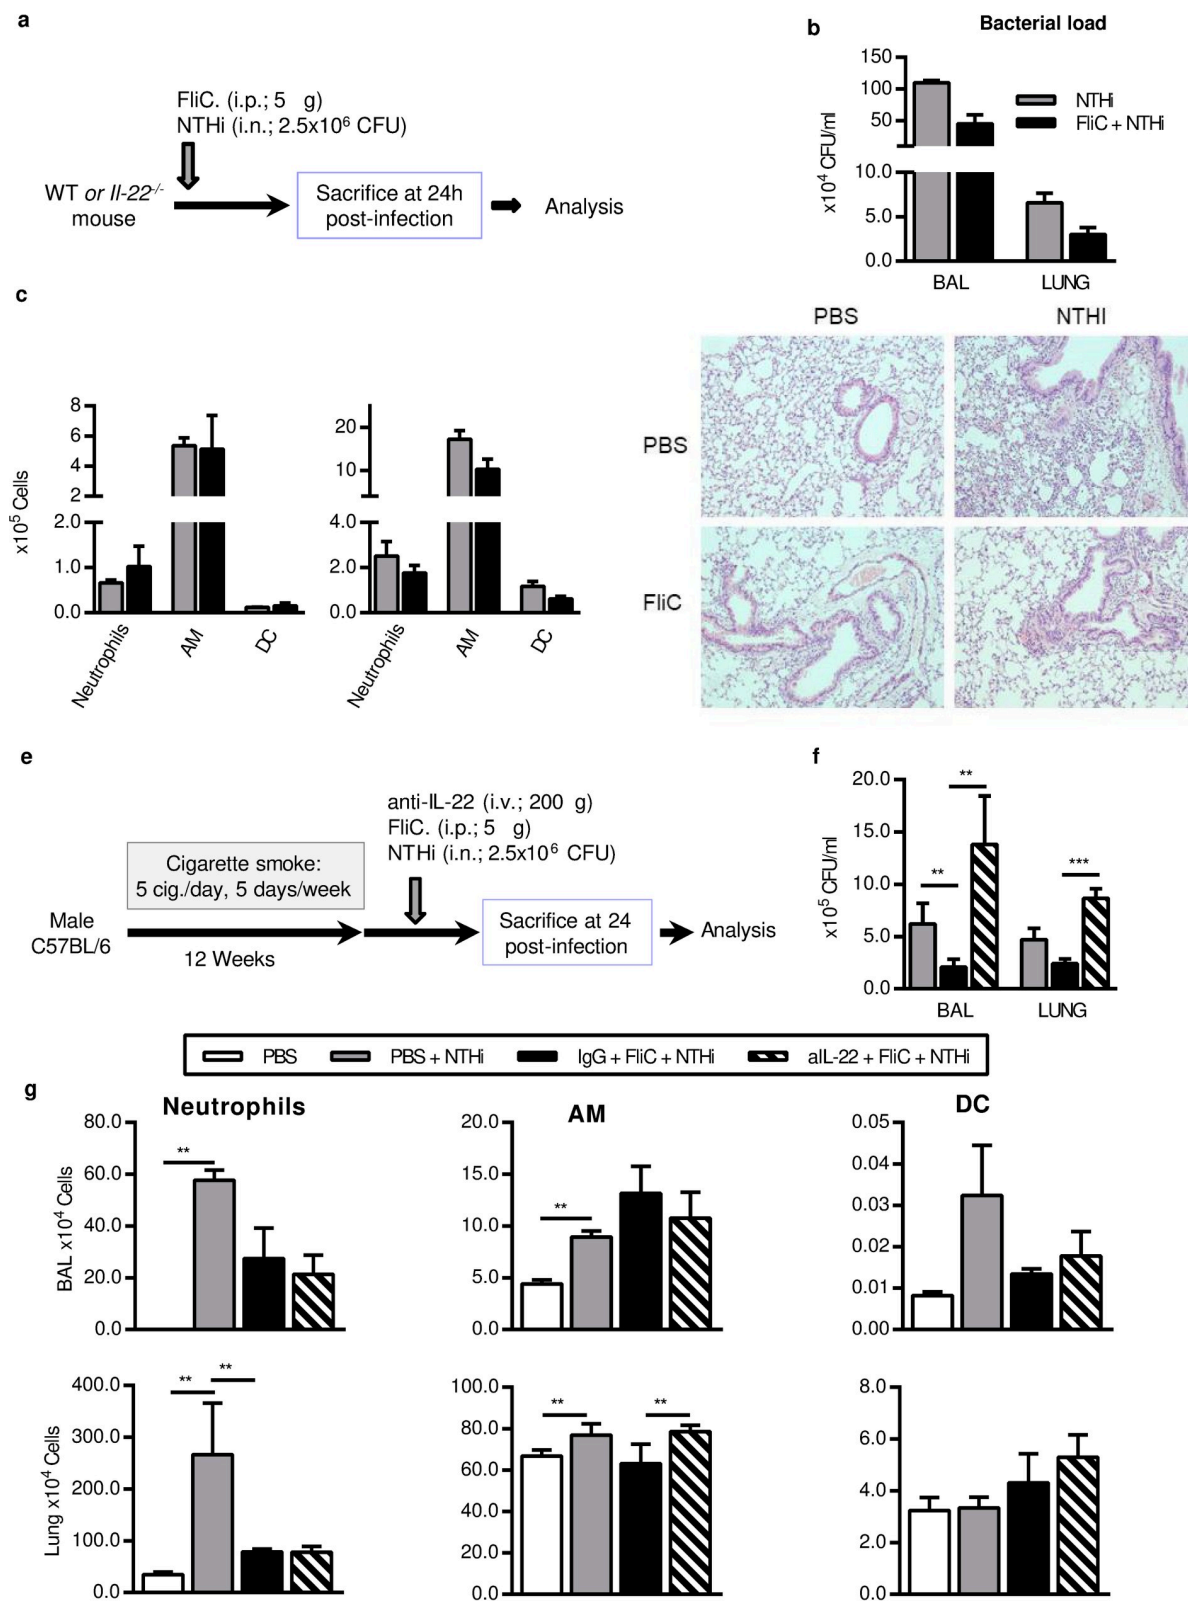 a
FliC. (i.p.; 5 g)
NTHi (i.n.; 2.5x10⁶ CFU)
WT or Il-22⁻/⁻
mouse
Sacrifice at 24h
post-infection
Analysis
b
Bacterial load
x10⁴ CFU/ml
150
100
50
10.0
5.0
0.0
BAL
LUNG
NTHi
FliC + NTHi
c
x10⁵ Cells
8
6
4
2
2.0
1.0
0.0
Neutrophils
AM
DC
20
10
4.0
2.0
0.0
Neutrophils
AM
DC
PBS
NTHI
PBS
FliC
e
anti-IL-22 (i.v.; 200 g)
FliC. (i.p.; 5 g)
NTHi (i.n.; 2.5x10⁶ CFU)
Cigarette smoke:
5 cig./day, 5 days/week
Male
C57BL/6
12 Weeks
Sacrifice at 24
post-infection
Analysis
f
x10⁵ CFU/ml
20.0
15.0
10.0
5.0
0.0
**
**
***
BAL
LUNG
PBS
PBS + NTHi
IgG + FliC + NTHi
aIL-22 + FliC + NTHi
g
Neutrophils
BAL x10⁴ Cells
80.0
60.0
40.0
20.0
0.0
**
AM
20.0
15.0
10.0
5.0
0.0
**
DC
0.05
0.04
0.03
0.02
0.01
0.00
Lung x10⁴ Cells
400.0
300.0
200.0
100.0
0.0
**
**
100.0
80.0
60.0
40.0
20.0
0.0
**
**
8.0
6.0
4.0
2.0
0.0